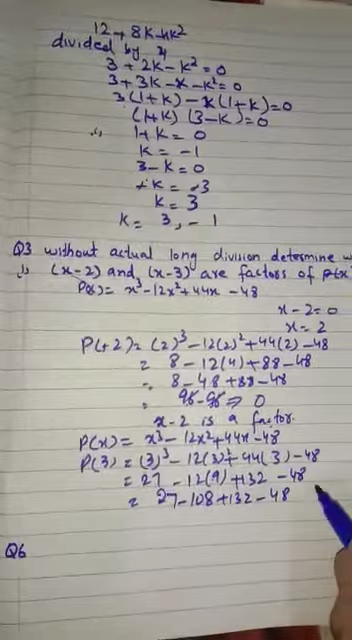 12 + 8K - 4K²
divided by 4
3 + 2K - K² = 0
3 + 3K - K - K² = 0
3(1+K) - K(1+K) = 0
(1+K) (3-K) = 0
∴ 1+K = 0
K = -1
3-K = 0
+K = -3
K = 3
K = 3, -1
Q3 without actual long division determine
(x-2) and (x-3) are factors of P(x)
P(x) = x³ - 12x² + 44x - 48
x - 2 = 0
x = 2
P(+2) = (2)³ - 12(2)² + 44(2) - 48
= 8 - 12(4) + 88 - 48
= 8 - 48 + 88 - 48
= 96 - 96 ⇒ 0
x-2 is a factor.
P(x) = x³ - 12x² + 44x - 48
P(3) = (3)³ - 12(3)² + 44(3) - 48
= 27 - 12(9) + 132 - 48
= 27 - 108 + 132 - 48
Q6